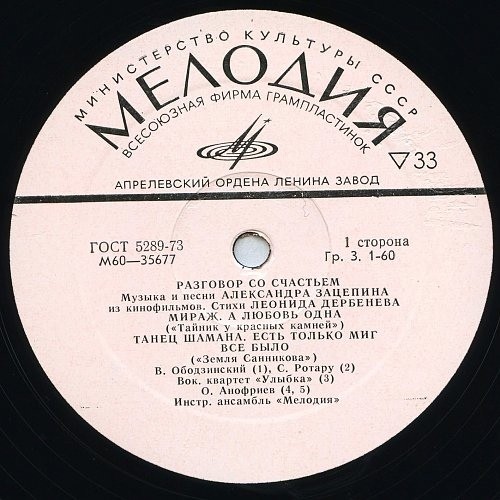 МИНИСТЕРСТВО КУЛЬТУРЫ СССР
МЕЛОДИЯ
ВСЕСОЮЗНАЯ ФИРМА ГРАМПЛАСТИНОК
▽33
АПРЕЛЕВСКИЙ ОРДЕНА ЛЕНИНА ЗАВОД
ГОСТ 5289-73
М60—35677
1 сторона
Гр. 3. 1-60
РАЗГОВОР СО СЧАСТЬЕМ
Музыка и песни АЛЕКСАНДРА ЗАЦЕПИНА
из кинофильмов. Стихи ЛЕОНИДА ДЕРБЕНЕВА
МИРАЖ. А ЛЮБОВЬ ОДНА
(«Тайник у красных камней»)
ТАНЕЦ ШАМАНА. ЕСТЬ ТОЛЬКО МИГ
ВСЕ БЫЛО
(«Земля Санникова»)
В. Ободзинский (1), С. Ротару (2)
Вок. квартет «Улыбка» (3)
О. Анофриев (4, 5)
Инстр. ансамбль «Мелодия»